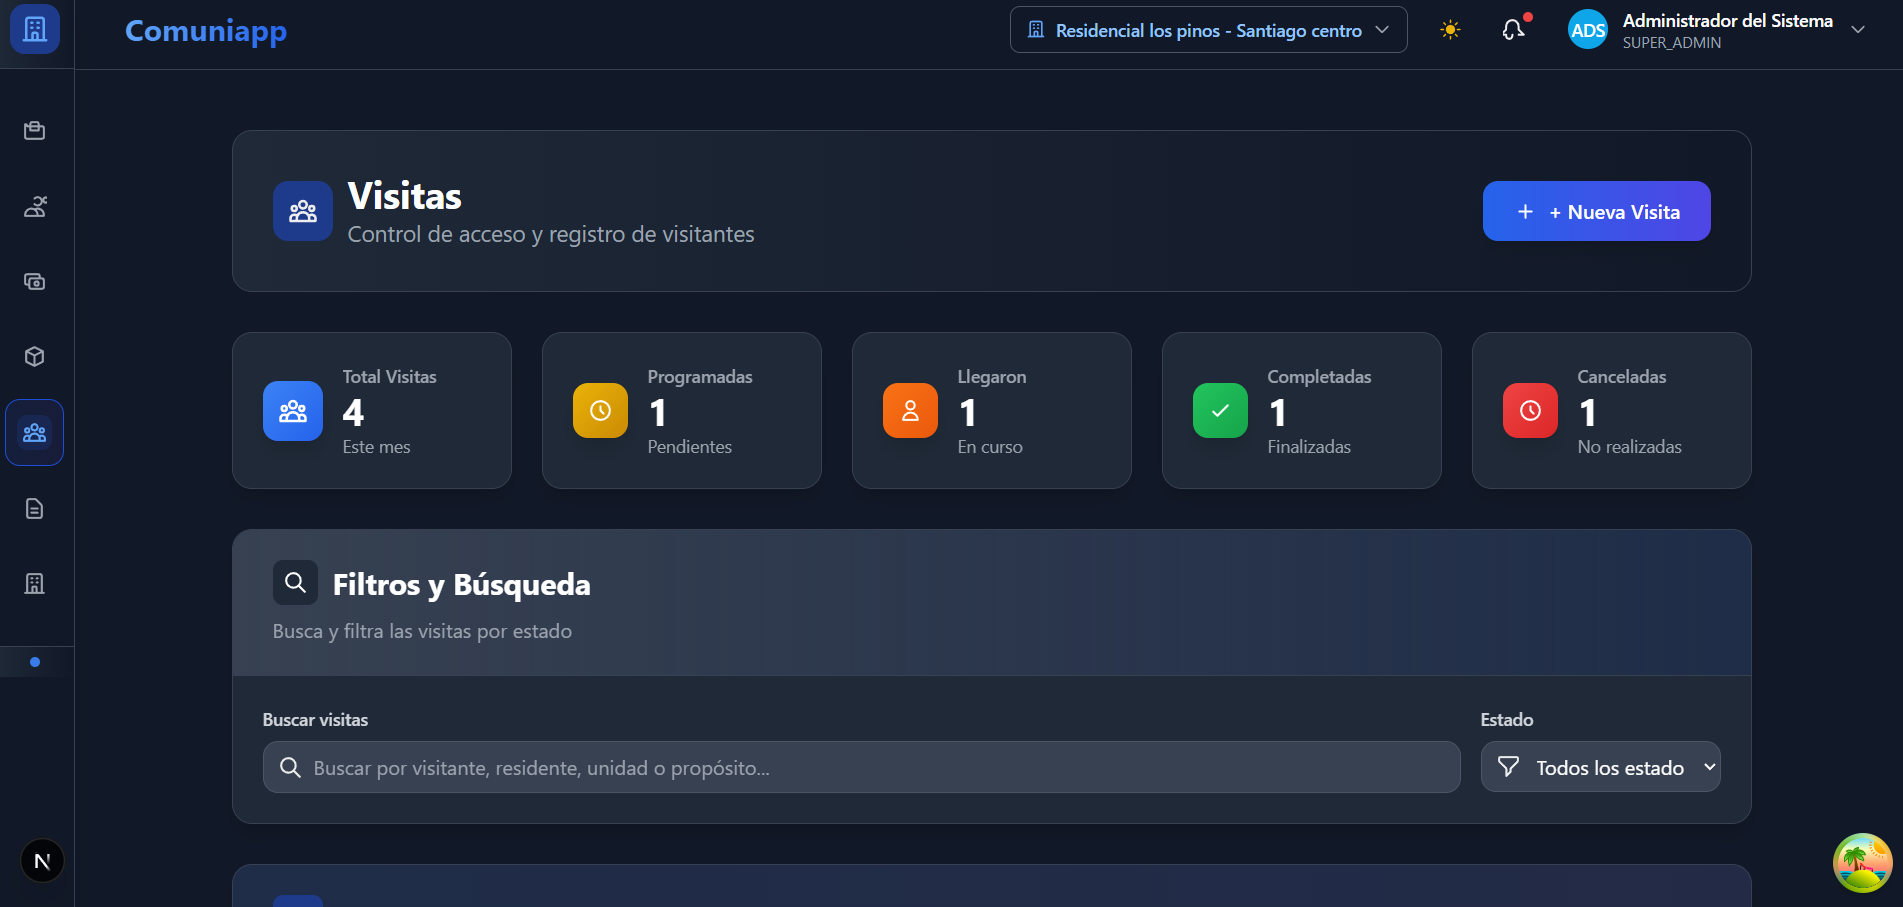 Comuniapp
Residencial los pinos - Santiago centro
ADS
Administrador del Sistema
SUPER_ADMIN
Visitas
Control de acceso y registro de visitantes
+ Nueva Visita
Total Visitas
4
Este mes
Programadas
1
Pendientes
Llegaron
1
En curso
Completadas
1
Finalizadas
Canceladas
1
No realizadas
Filtros y Búsqueda
Busca y filtra las visitas por estado
Buscar visitas
Buscar por visitante, residente, unidad o propósito...
Estado
Todos los estado
N